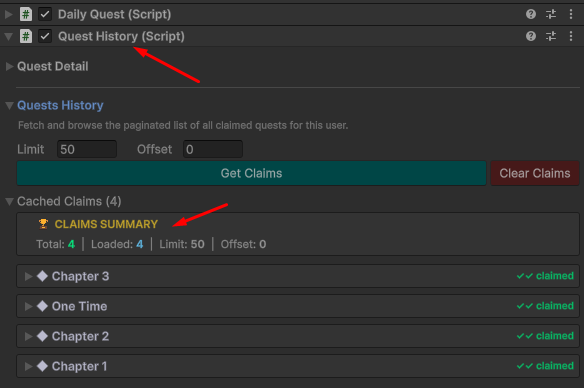 Daily Quest (Script)
Quest History (Script)
Quest Detail
Quests History
Fetch and browse the paginated list of all claimed quests for this user.
Limit 50 Offset 0
Get Claims Clear Claims
Cached Claims (4)
CLAIMS SUMMARY
Total: 4 | Loaded: 4 | Limit: 50 | Offset: 0
Chapter 3 ✓✓ claimed
One Time ✓✓ claimed
Chapter 2 ✓✓ claimed
Chapter 1 ✓✓ claimed